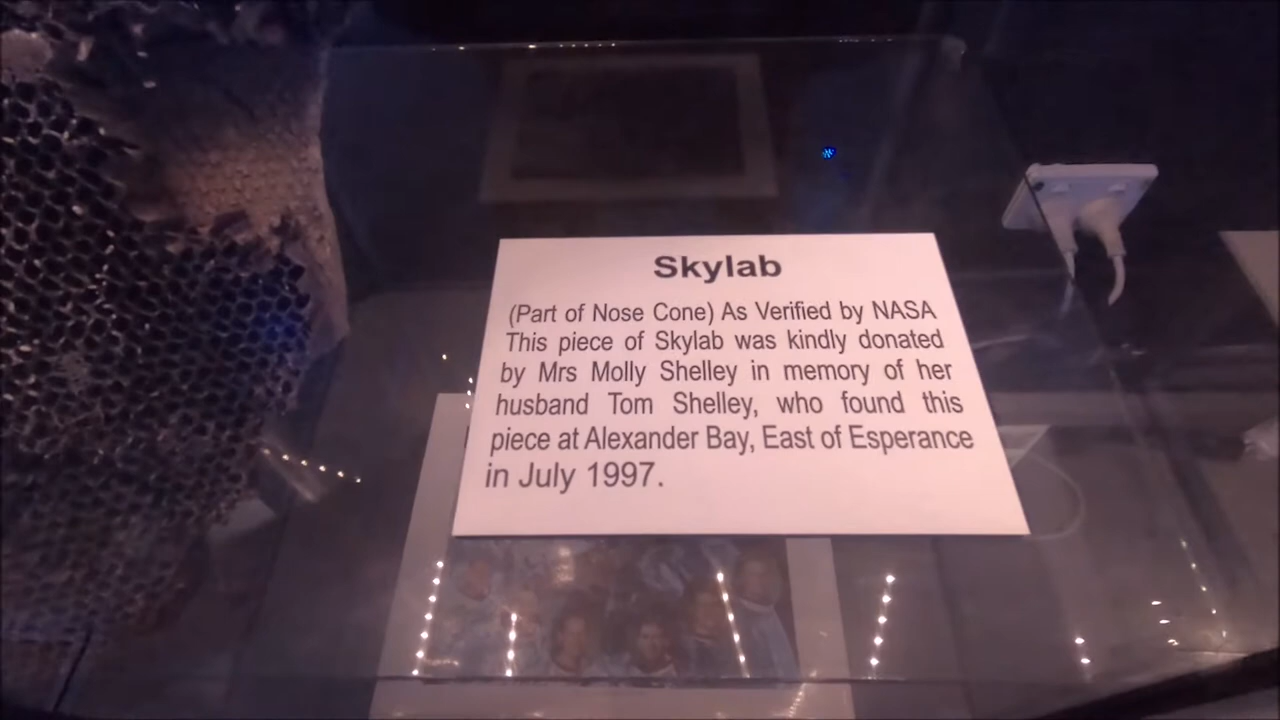 Skylab
(Part of Nose Cone) As Verified by NASA
This piece of Skylab was kindly donated
by Mrs Molly Shelley in memory of her
husband Tom Shelley, who found this
piece at Alexander Bay, East of Esperance
in July 1997.